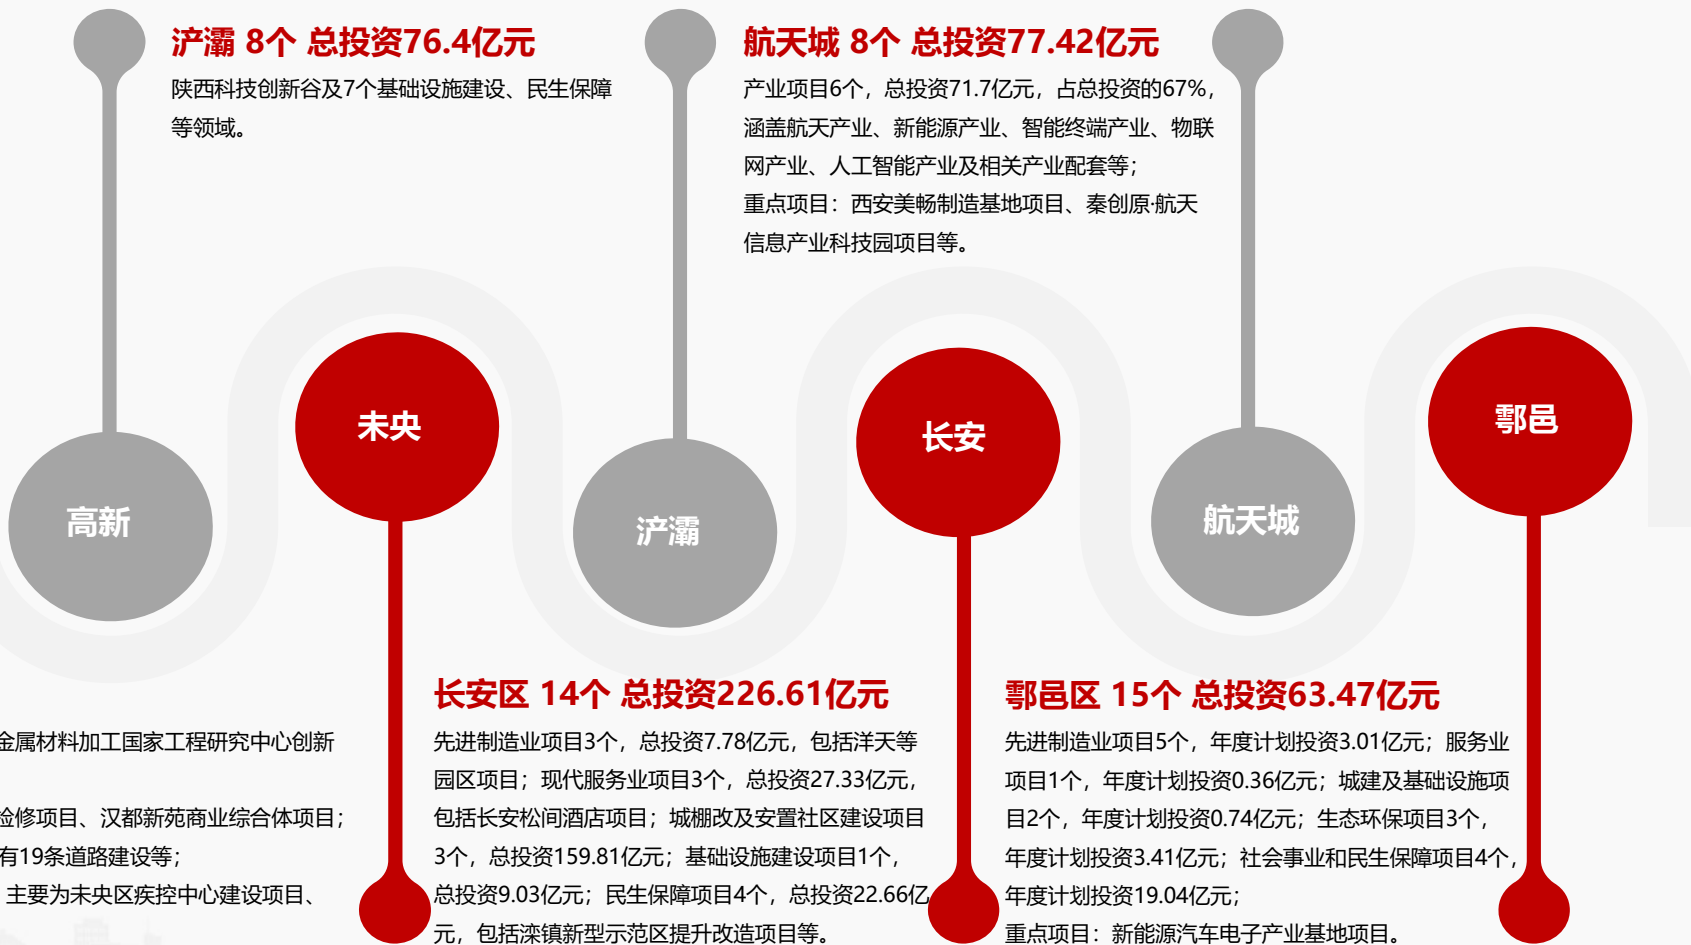 浐灞 8个 总投资76.4亿元
陕西科技创新谷及7个基础设施建设、民生保障
等领域。
航天城 8个 总投资77.42亿元
产业项目6个，总投资71.7亿元，占总投资的67%，
涵盖航天产业、新能源产业、智能终端产业、物联
网产业、人工智能产业及相关产业配套等；
重点项目：西安美畅制造基地项目、秦创原·航天
信息产业科技园项目等。
高新
未央
浐灞
长安
航天城
鄠邑
金属材料加工国家工程研究中心创新
检修项目、汉都新苑商业综合体项目；
有19条道路建设等；
主要为未央区疾控中心建设项目、
长安区 14个 总投资226.61亿元
先进制造业项目3个，总投资7.78亿元，包括洋天等
园区项目；现代服务业项目3个，总投资27.33亿元，
包括长安松间酒店项目；城棚改及安置社区建设项目
3个，总投资159.81亿元；基础设施建设项目1个，
总投资9.03亿元；民生保障项目4个，总投资22.66亿
元，包括滦镇新型示范区提升改造项目等。
鄠邑区 15个 总投资63.47亿元
先进制造业项目5个，年度计划投资3.01亿元；服务业
项目1个，年度计划投资0.36亿元；城建及基础设施项
目2个，年度计划投资0.74亿元；生态环保项目3个，
年度计划投资3.41亿元；社会事业和民生保障项目4个，
年度计划投资19.04亿元；
重点项目：新能源汽车电子产业基地项目。